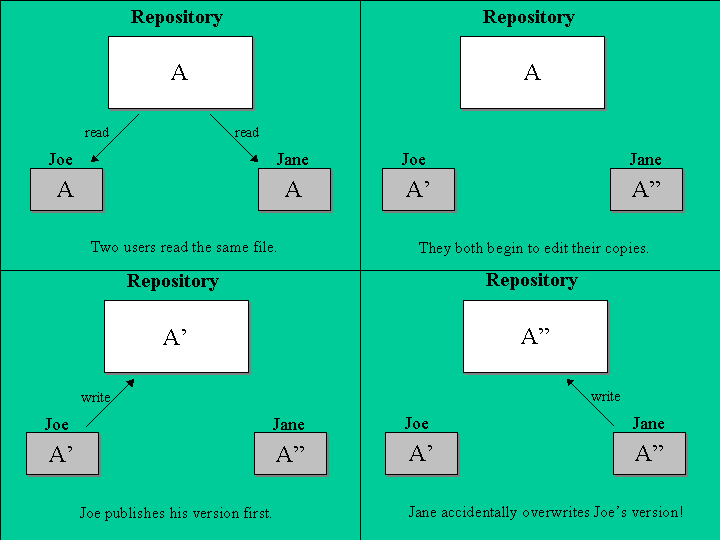 Repository
A
read read
Joe Jane
A A
Two users read the same file.
Repository
A
Joe Jane
A’ A”
They both begin to edit their copies.
Repository
A’
write
Joe Jane
A’ A”
Joe publishes his version first.
Repository
A”
write
Joe Jane
A’ A”
Jane accidentally overwrites Joe’s version!